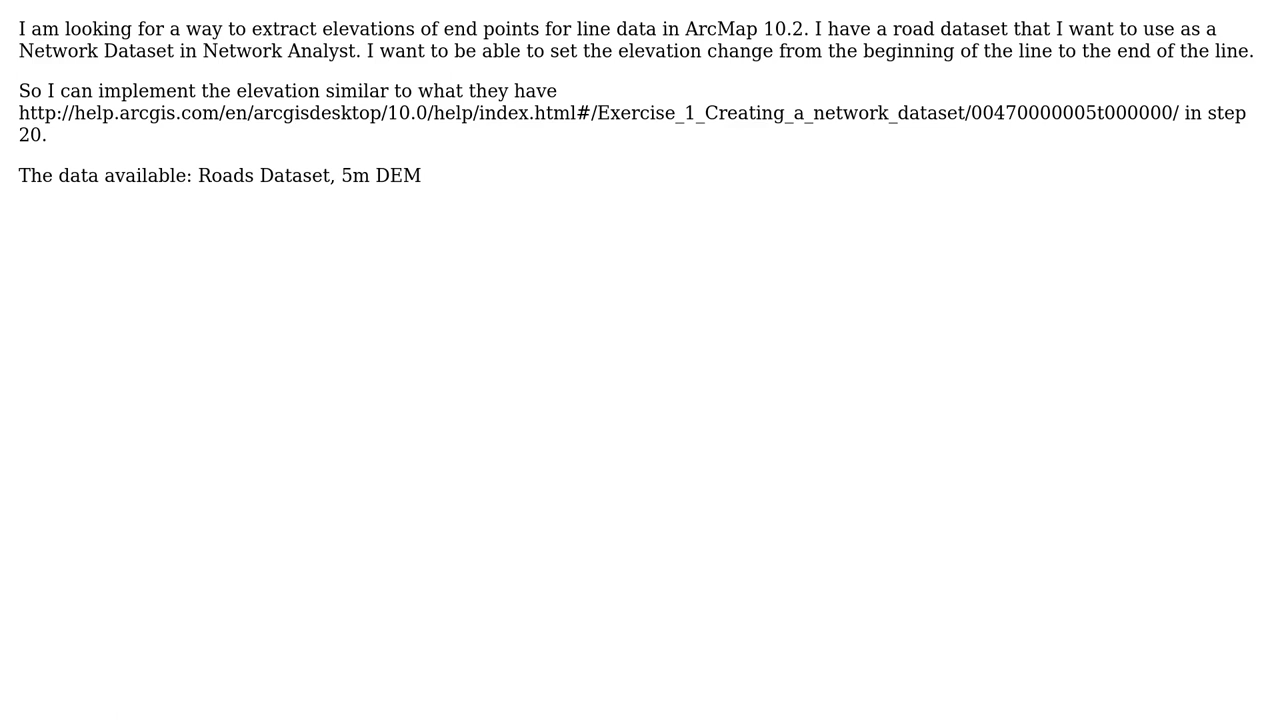 I am looking for a way to extract elevations of end points for line data in ArcMap 10.2. I have a road dataset that I want to use as a
Network Dataset in Network Analyst. I want to be able to set the elevation change from the beginning of the line to the end of the line.
So I can implement the elevation similar to what they have
http://help.arcgis.com/en/arcgisdesktop/10.0/help/index.html#/Exercise_1_Creating_a_network_dataset/00470000005t000000/ in step
20.
The data available: Roads Dataset, 5m DEM